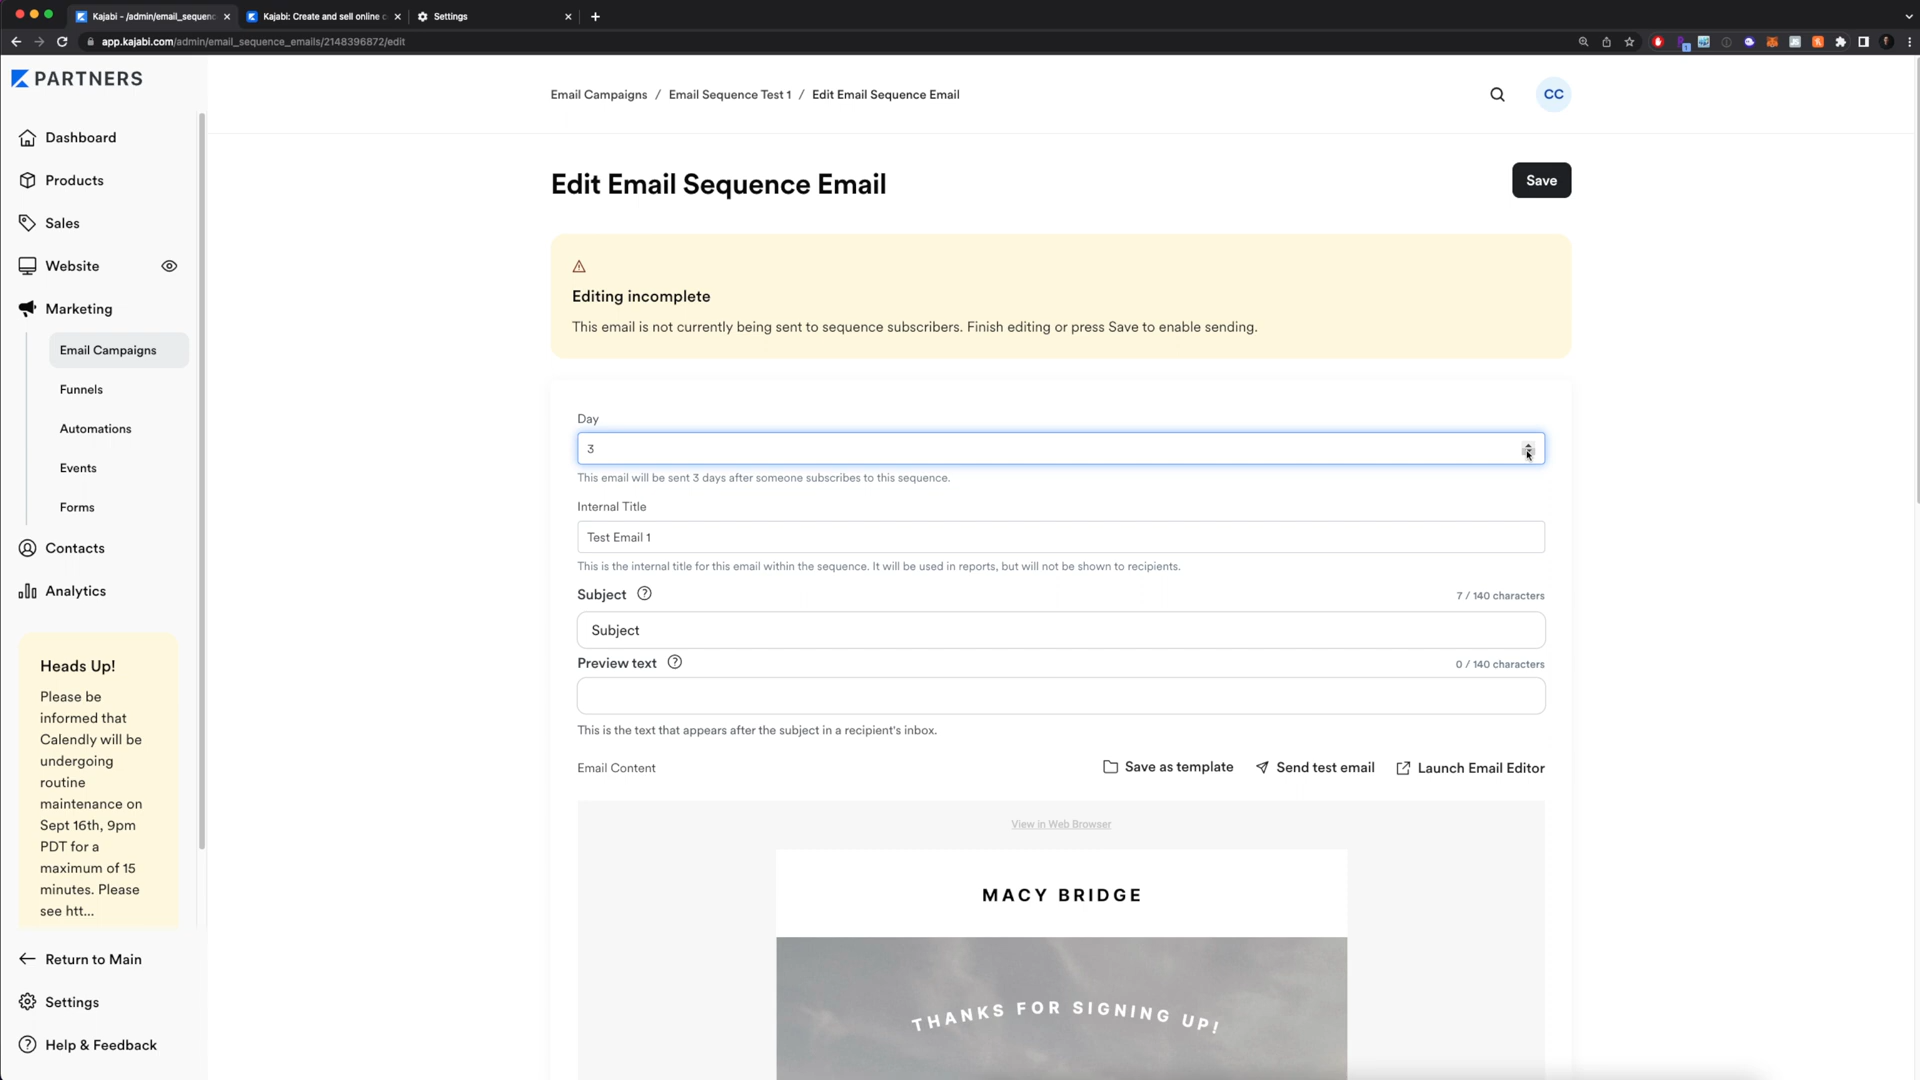 Kajabi - /admin/email_sequenc
Kajabi: Create and sell online c
Settings
app.kajabi.com/admin/email_sequence_emails/2148396872/edit
PARTNERS
Dashboard
Products
Sales
Website
Marketing
Email Campaigns
Funnels
Automations
Events
Forms
Contacts
Analytics
Heads Up!
Please be
informed that
Calendly will be
undergoing
routine
maintenance on
Sept 16th, 9pm
PDT for a
maximum of 15
minutes. Please
see htt...
Return to Main
Settings
Help & Feedback
Email Campaigns / Email Sequence Test 1 / Edit Email Sequence Email
CC
Edit Email Sequence Email
Save
Editing incomplete
This email is not currently being sent to sequence subscribers. Finish editing or press Save to enable sending.
Day
3
This email will be sent 3 days after someone subscribes to this sequence.
Internal Title
Test Email 1
This is the internal title for this email within the sequence. It will be used in reports, but will not be shown to recipients.
Subject
7 / 140 characters
Subject
Preview text
0 / 140 characters
This is the text that appears after the subject in a recipient's inbox.
Email Content
Save as template
Send test email
Launch Email Editor
View in Web Browser
MACY BRIDGE
THANKS FOR SIGNING UP!